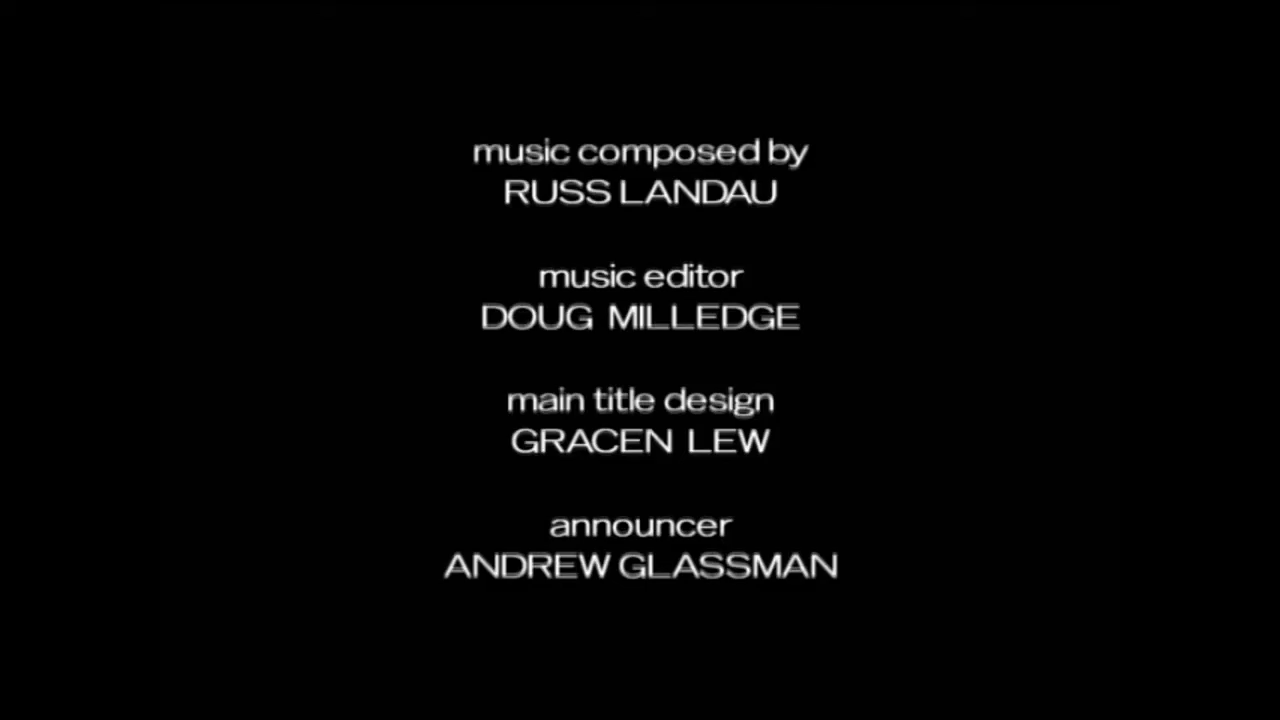 music composed by
RUSS LANDAU
music editor
DOUG MILLEDGE
main title design
GRACEN LEW
announcer
ANDREW GLASSMAN